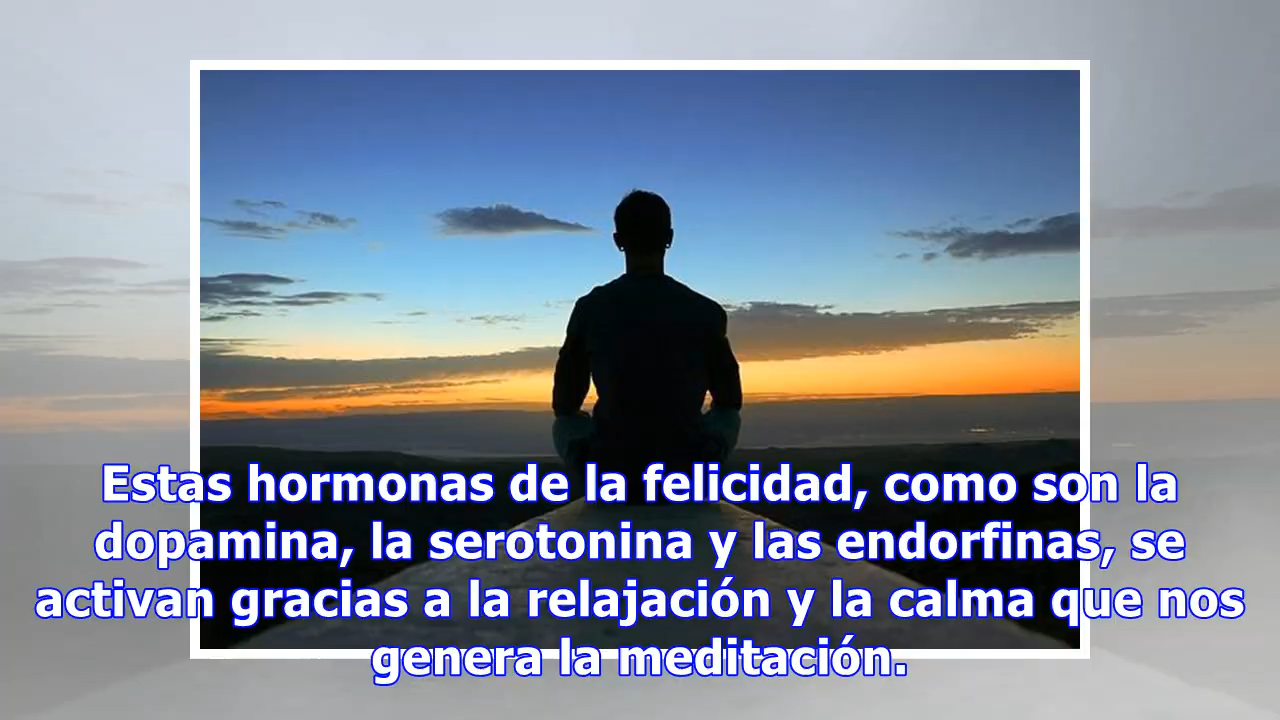 Estas hormonas de la felicidad, como son la
dopamina, la serotonina y las endorfinas, se
activan gracias a la relajación y la calma que nos
genera la meditación.